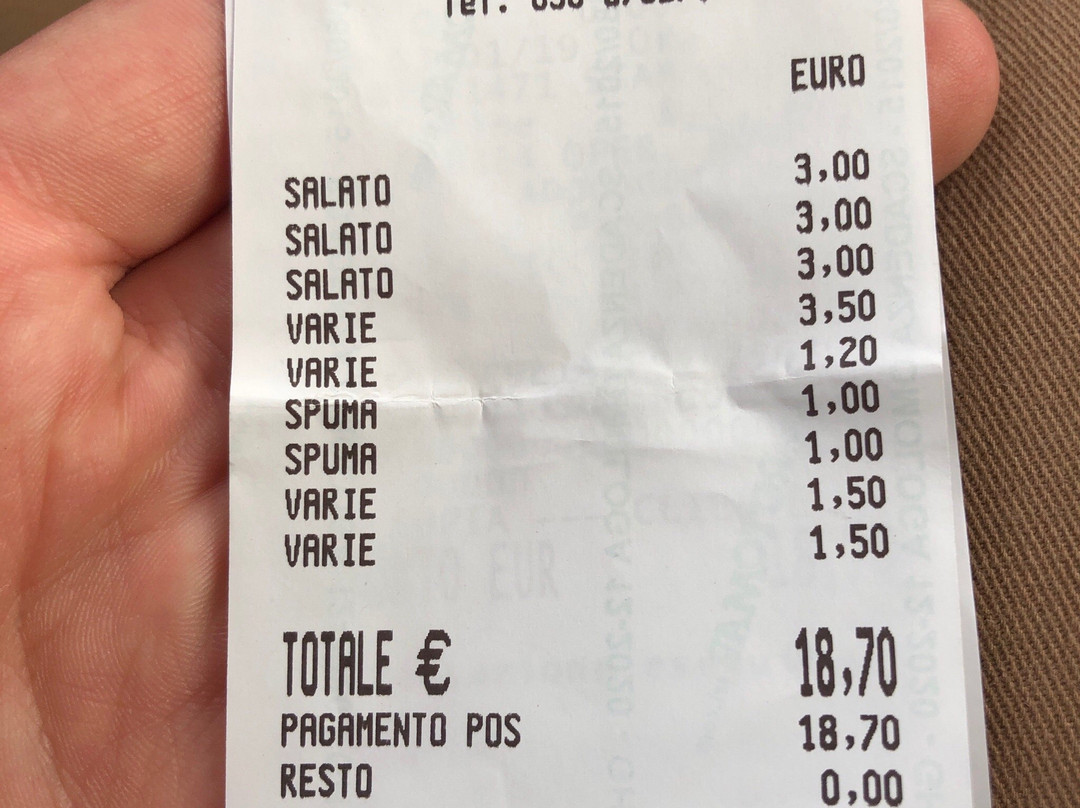 EURO
SALATO 3,00
SALATO 3,00
SALATO 3,00
VARIE 3,50
VARIE 1,20
SPUMA 1,00
SPUMA 1,00
VARIE 1,50
VARIE 1,50
TOTALE € 18,70
PAGAMENTO POS 18,70
RESTO 0,00